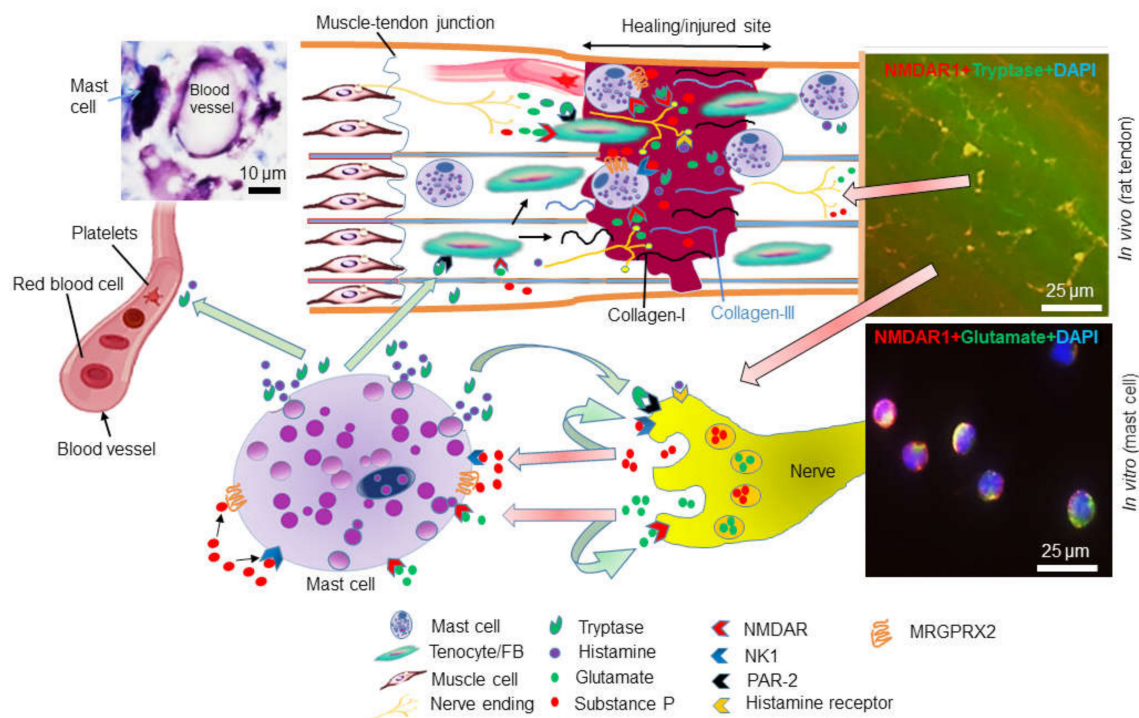 Muscle-tendon junction
Healing/injured site
Mast
cell
Blood
vessel
10 µm
NMDAR1+Tryptase+DAPI
25 µm
In vivo (rat tendon)
Platelets
Red blood cell
Blood vessel
Collagen-I
Collagen-III
NMDAR1+Glutamate+DAPI
25 µm
In vitro (mast cell)
Nerve
Mast cell
Mast cell
Tenocyte/FB
Muscle cell
Nerve ending
Tryptase
Histamine
Glutamate
Substance P
NMDAR
NK1
PAR-2
Histamine receptor
MRGPRX2